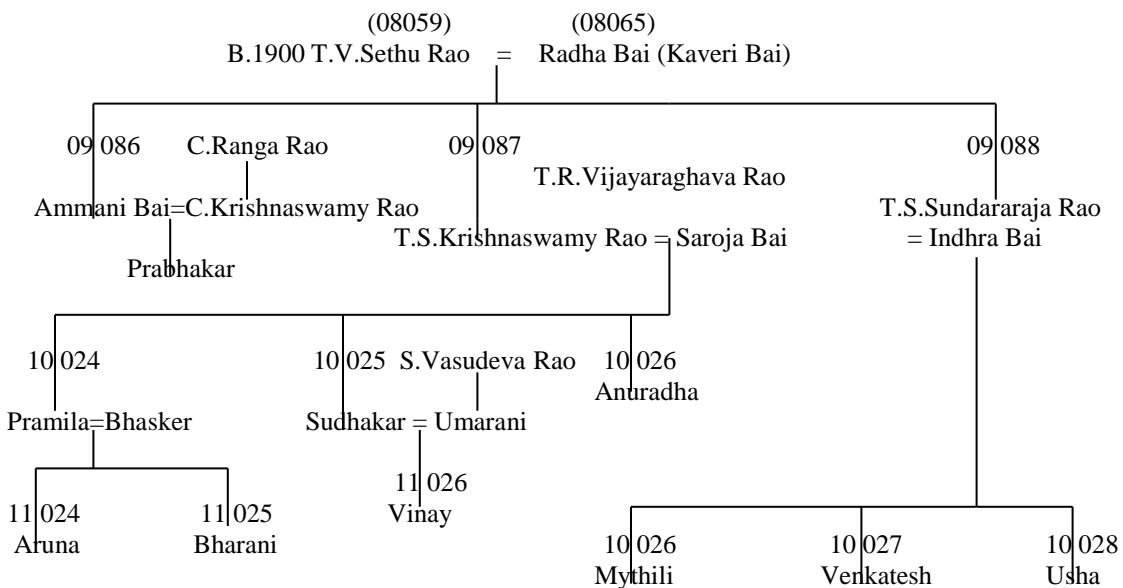 (08059) (08065)
B.1900 T.V.Sethu Rao = Radha Bai (Kaveri Bai)
09 086 C.Ranga Rao 09 087 09 088
T.R.Vijayaraghava Rao
Ammani Bai=C.Krishnaswamy Rao T.S.Sundararaja Rao
T.S.Krishnaswamy Rao = Saroja Bai = Indhra Bai
Prabhakar
10 024 10 025 S.Vasudeva Rao 10 026
Anuradha
Pramila=Bhasker Sudhakar = Umarani
11 026
11 024 11 025 Vinay
Aruna Bharani 10 026 10 027 10 028
Mythili Venkatesh Usha